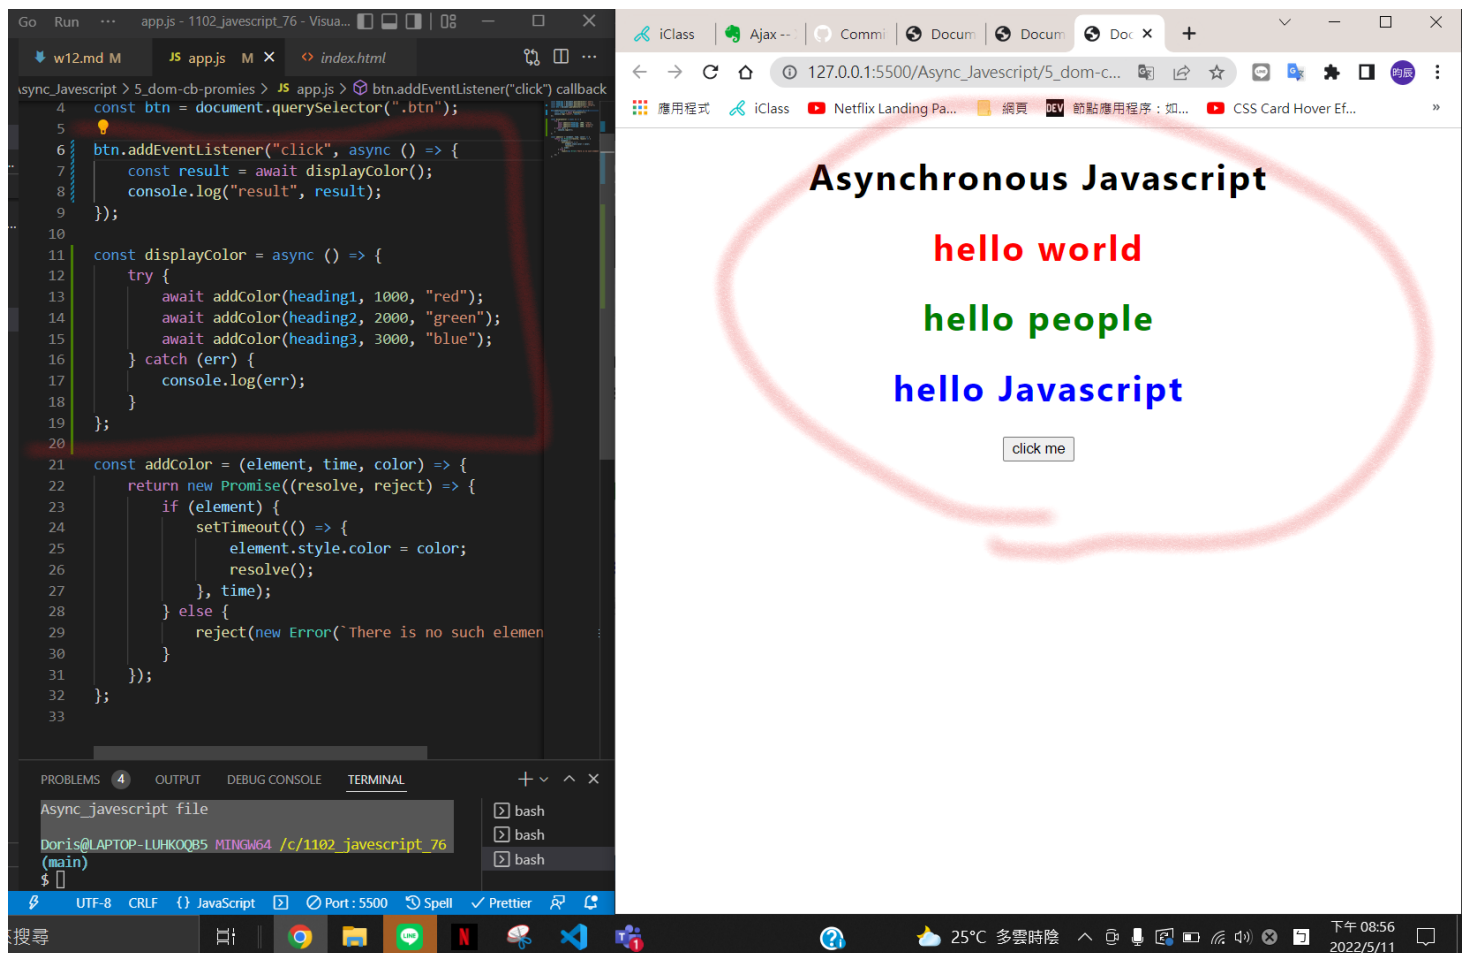 Go Run ··· app.js - 1102_javescript_76 - Visua...
w12.md M JS app.js M <> index.html
Async_Javescript > 5_dom-cb-promies > JS app.js > btn.addEventListener("click") callback
4 const btn = document.querySelector(".btn");
5
6 btn.addEventListener("click", async () => {
7 const result = await displayColor();
8 console.log("result", result);
9 });
10
11 const displayColor = async () => {
12 try {
13 await addColor(heading1, 1000, "red");
14 await addColor(heading2, 2000, "green");
15 await addColor(heading3, 3000, "blue");
16 } catch (err) {
17 console.log(err);
18 }
19 };
20
21 const addColor = (element, time, color) => {
22 return new Promise((resolve, reject) => {
23 if (element) {
24 setTimeout(() => {
25 element.style.color = color;
26 resolve();
27 }, time);
28 } else {
29 reject(new Error(`There is no such elemen
30 }
31 });
32 };
33
PROBLEMS 4 OUTPUT DEBUG CONSOLE TERMINAL
Async_javescript file
Doris@LAPTOP-LUHKOQB5 MINGW64 /c/1102_javescript_76
(main)
$
bash
bash
bash
UTF-8 CRLF {} JavaScript Port : 5500 Spell Prettier
iClass Ajax -- Commi Docum Docum Doc
127.0.0.1:5500/Async_Javescript/5_dom-c...
昀辰
應用程式 iClass Netflix Landing Pa... 網頁 DEV 節點應用程序：如... CSS Card Hover Ef... »
Asynchronous Javascript
hello world
hello people
hello Javascript
click me
搜尋
LINE
25°C 多雲時陰
下午 08:56
2022/5/11